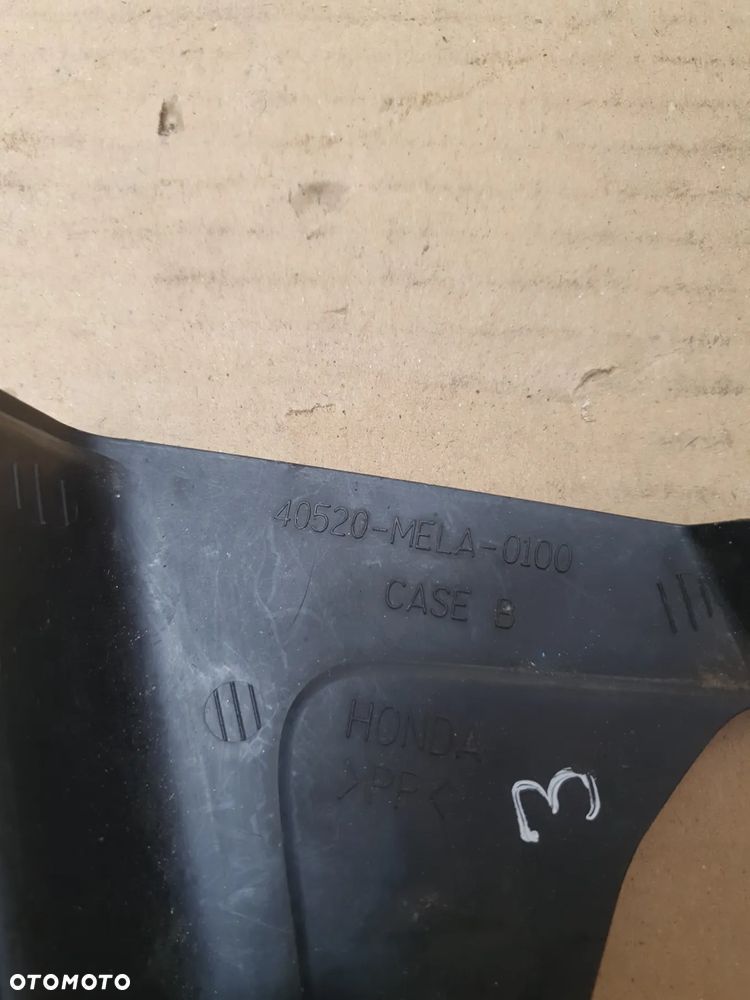 40520-MELA-0100
CASE B
HONDA
>PP<
3
OTOMOTO